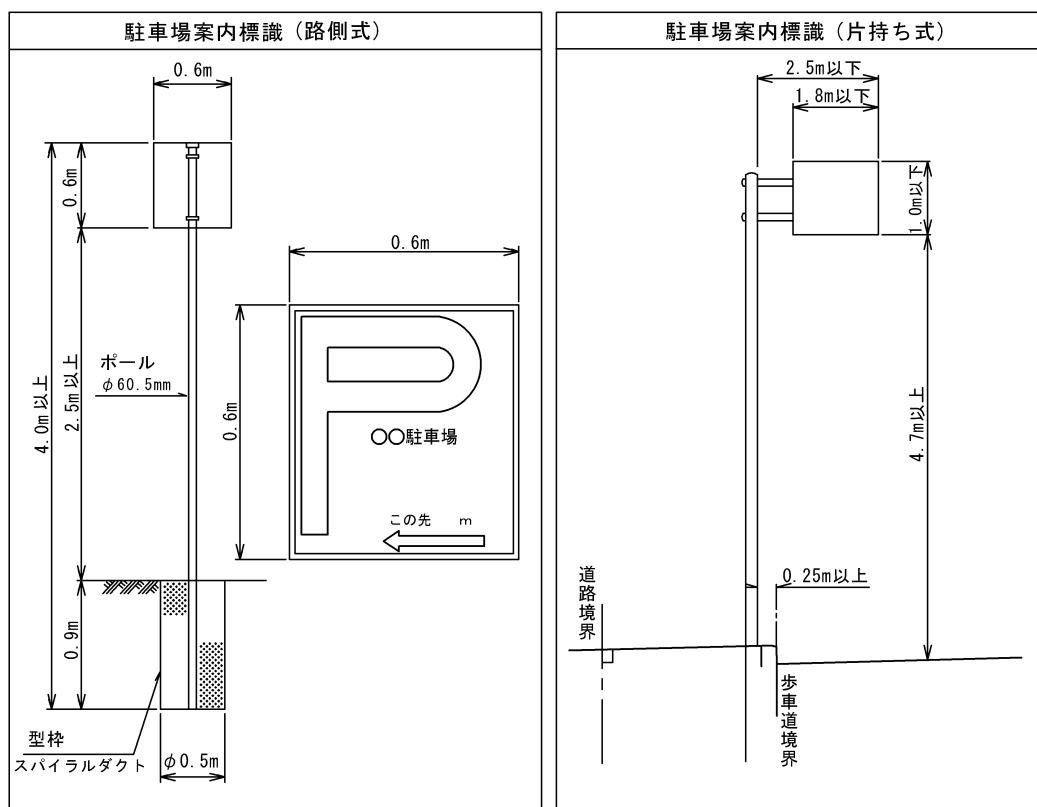 駐車場案内標識（路側式）
0.6m
0.6m
4.0m以上
2.5m以上
ポール
φ60.5mm
0.9m
型枠
スパイラルダクト
φ0.5m
0.6m
0.6m
〇〇駐車場
この先　m
駐車場案内標識（片持ち式）
2.5m以下
1.8m以下
1.0m以下
4.7m以上
0.25m以上
道路境界
歩車道境界